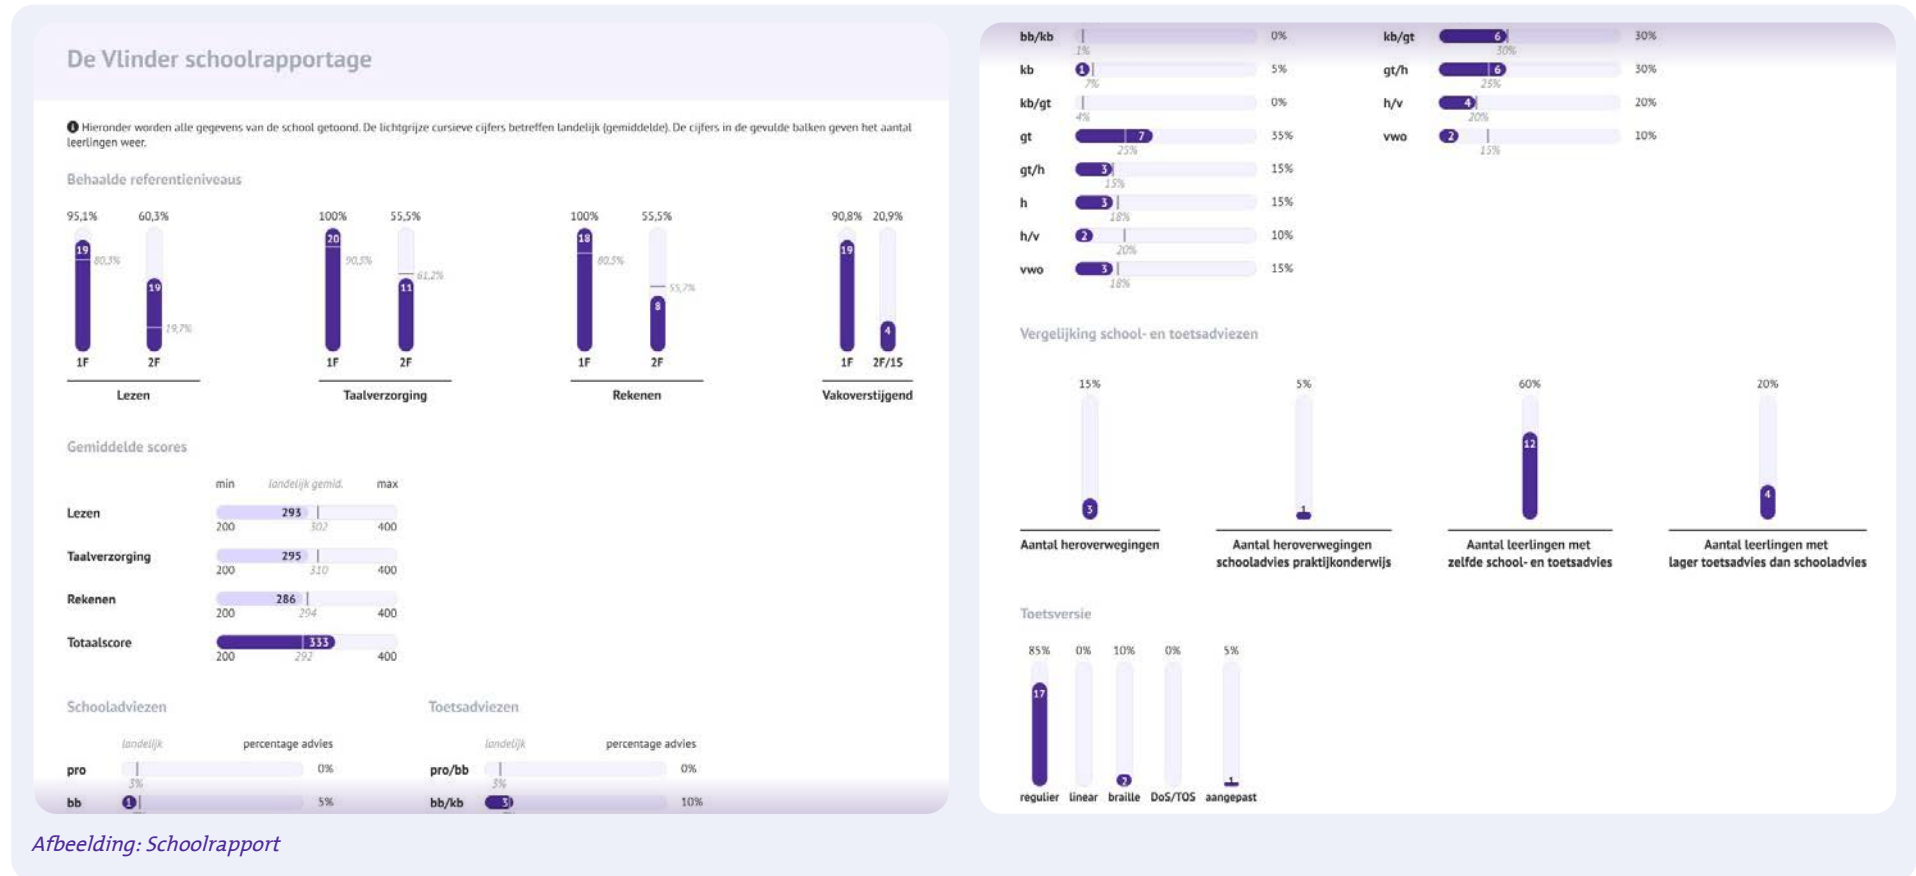 De Vlinder schoolrapportage
Hieronder worden alle gegevens van de school getoond. De lichtgrijze cursieve cijfers betreffen landelijk (gemiddelde). De cijfers in de gevulde balken geven het aantal
leerlingen weer.
Behaalde referentieniveaus
95,1% 60,3% 100% 55,5% 100% 55,5% 90,8% 20,9%
19 80,3% 19 19,7% 20 90,5% 11 61,2% 18 80,5% 8 55,7% 19 4
1F 2F 1F 2F 1F 2F 1F 2F/1S
Lezen Taalverzorging Rekenen Vakoverstijgend
Gemiddelde scores
min landelijk gemid. max
Lezen 293
200 302 400
Taalverzorging 295
200 310 400
Rekenen 286
200 294 400
Totaalscore 333
200 292 400
Schooladviezen
landelijk percentage advies
pro 0%
3%
bb 1 5%
Toetsadviezen
landelijk percentage advies
pro/bb 0%
3%
bb/kb 3 10%
bb/kb 0%
1%
kb 1 5%
7%
kb/gt 0%
4%
gt 7 35%
25%
gt/h 3 15%
15%
h 3 15%
18%
h/v 2 10%
20%
vwo 3 15%
18%
kb/gt 6 30%
30%
gt/h 6 30%
25%
h/v 4 20%
20%
vwo 2 10%
15%
Vergelijking school- en toetsadviezen
15% 5% 60% 20%
3 1 12 4
Aantal heroverwegingen
Aantal heroverwegingen
schooladvies praktijkonderwijs
Aantal leerlingen met
zelfde school- en toetsadvies
Aantal leerlingen met
lager toetsadvies dan schooladvies
Toetsversie
85% 0% 10% 0% 5%
17 2 1
regulier linear braille DoS/TOS aangepast
Afbeelding: Schoolrapport